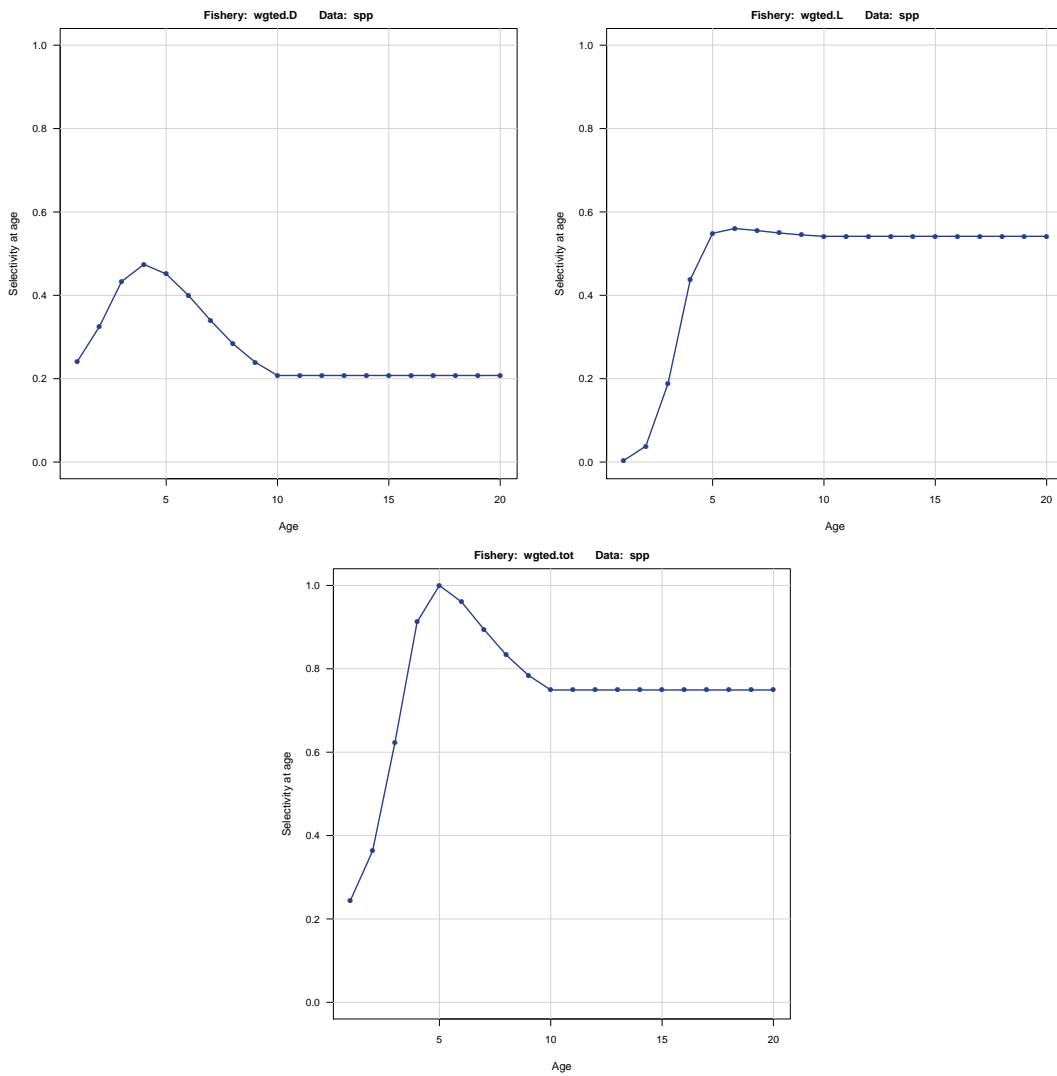 Fishery: wgted.D Data: spp
1.0
0.8
0.6
0.4
0.2
0.0
Selectivity at age
5 10 15 20
Age
Fishery: wgted.L Data: spp
1.0
0.8
0.6
0.4
0.2
0.0
Selectivity at age
5 10 15 20
Age
Fishery: wgted.tot Data: spp
1.0
0.8
0.6
0.4
0.2
0.0
Selectivity at age
5 10 15 20
Age